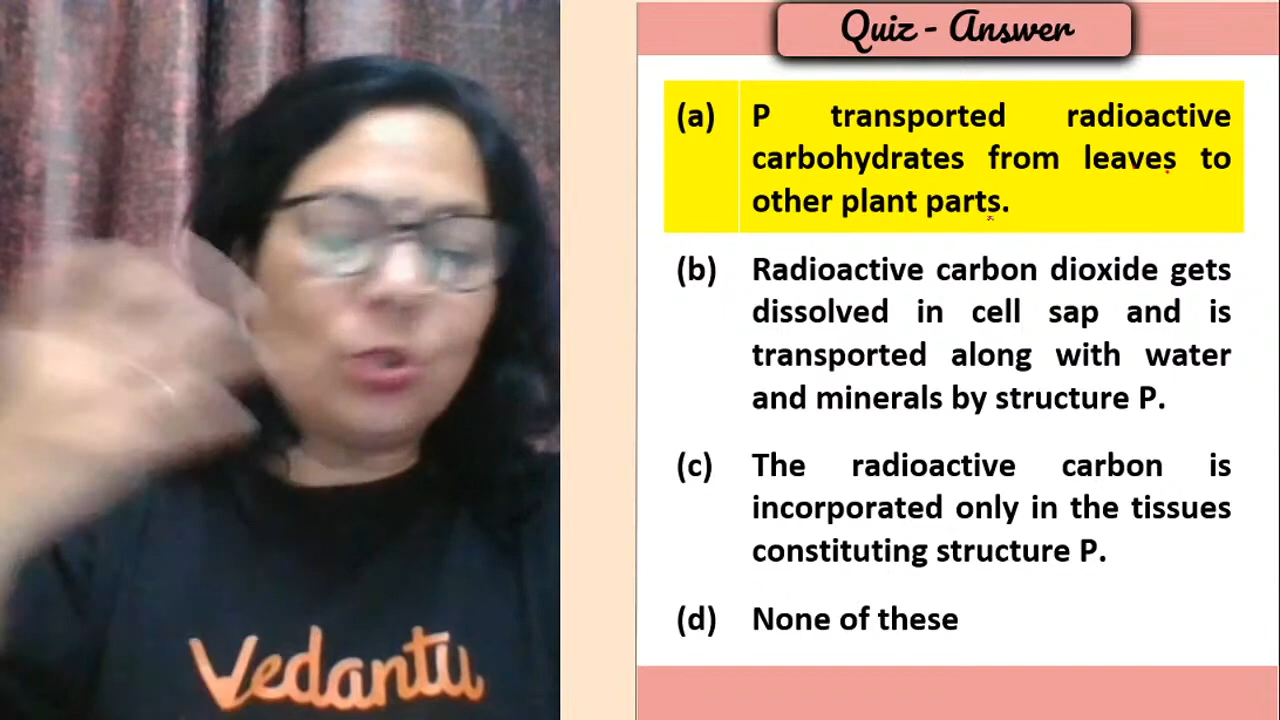 Quiz - Answer
(a) P transported radioactive
carbohydrates from leaves to
other plant parts.
(b) Radioactive carbon dioxide gets
dissolved in cell sap and is
transported along with water
and minerals by structure P.
(c) The radioactive carbon is
incorporated only in the tissues
constituting structure P.
(d) None of these
Vedantu